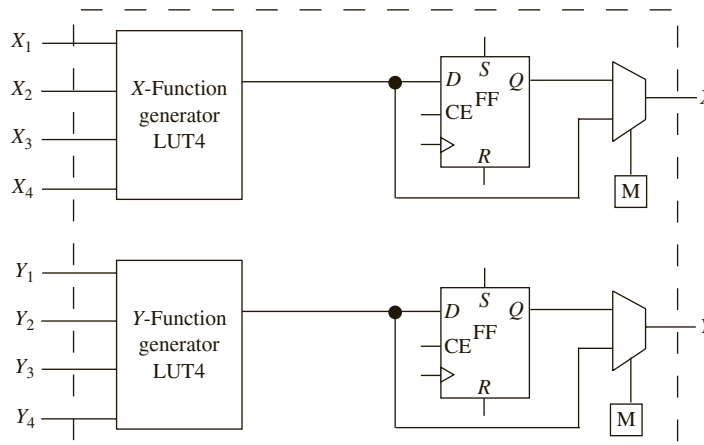 X1
X2
X3
X4
X-Function
generator
LUT4
D
S
Q
CE
FF
R
M
Y1
Y2
Y3
Y4
Y-Function
generator
LUT4
D
S
Q
CE
FF
R
M